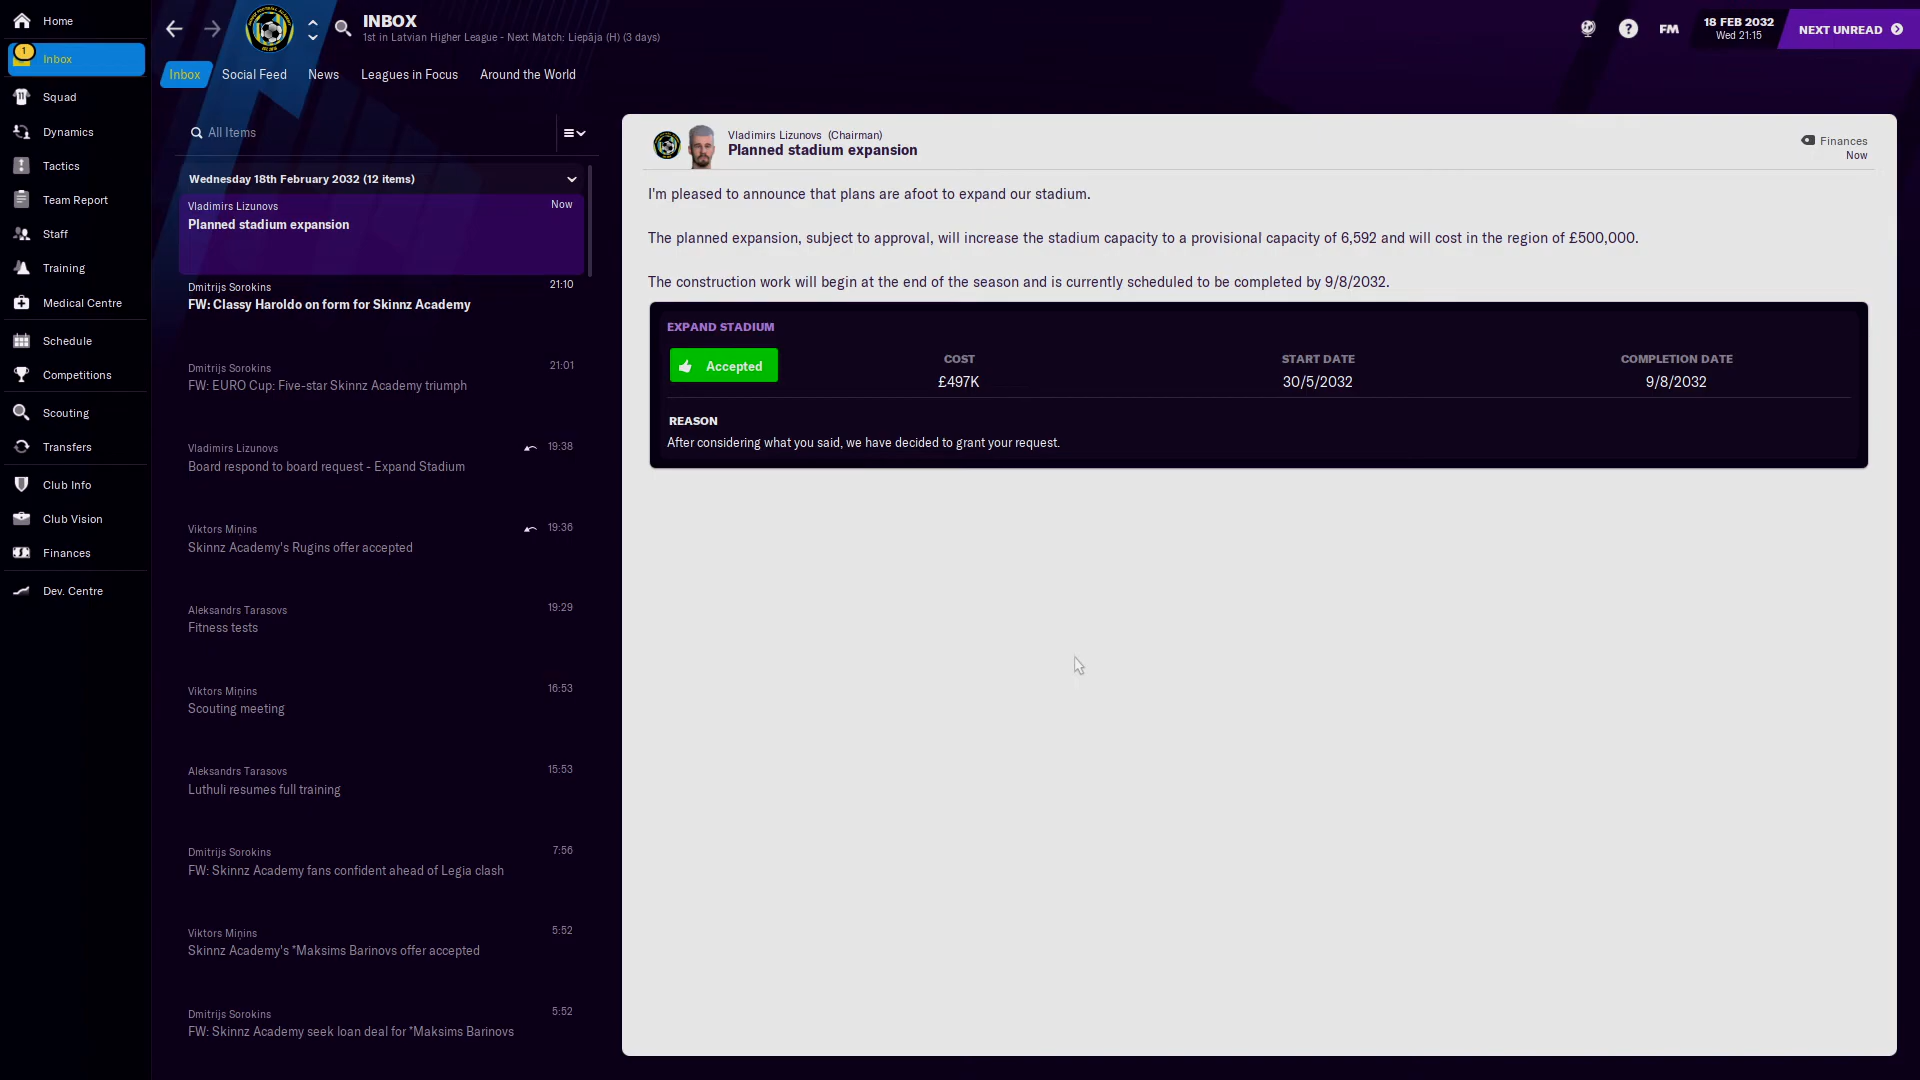 Home
1
Inbox
Squad
Dynamics
Tactics
Team Report
Staff
Training
Medical Centre
Schedule
Competitions
Scouting
Transfers
Club Info
Club Vision
Finances
Dev. Centre
INBOX
1st in Latvian Higher League - Next Match: Liepāja (H) (3 days)
FM
18 FEB 2032
Wed 21:15
NEXT UNREAD
Inbox
Social Feed
News
Leagues in Focus
Around the World
All Items
Wednesday 18th February 2032 (12 items)
Vladimirs Lizunovs
Now
Planned stadium expansion
Dmitrijs Sorokins
21:10
FW: Classy Haroldo on form for Skinnz Academy
Dmitrijs Sorokins
21:01
FW: EURO Cup: Five-star Skinnz Academy triumph
Vladimirs Lizunovs
19:38
Board respond to board request - Expand Stadium
Viktors Miņins
19:36
Skinnz Academy's Rugins offer accepted
Aleksandrs Tarasovs
19:29
Fitness tests
Viktors Miņins
16:53
Scouting meeting
Aleksandrs Tarasovs
15:53
Luthuli resumes full training
Dmitrijs Sorokins
7:56
FW: Skinnz Academy fans confident ahead of Legia clash
Viktors Miņins
5:52
Skinnz Academy's *Maksims Barinovs offer accepted
Dmitrijs Sorokins
5:52
FW: Skinnz Academy seek loan deal for *Maksims Barinovs
Vladimirs Lizunovs (Chairman)
Planned stadium expansion
Finances
Now
I'm pleased to announce that plans are afoot to expand our stadium.
The planned expansion, subject to approval, will increase the stadium capacity to a provisional capacity of 6,592 and will cost in the region of £500,000.
The construction work will begin at the end of the season and is currently scheduled to be completed by 9/8/2032.
EXPAND STADIUM
Accepted
COST
£497K
START DATE
30/5/2032
COMPLETION DATE
9/8/2032
REASON
After considering what you said, we have decided to grant your request.